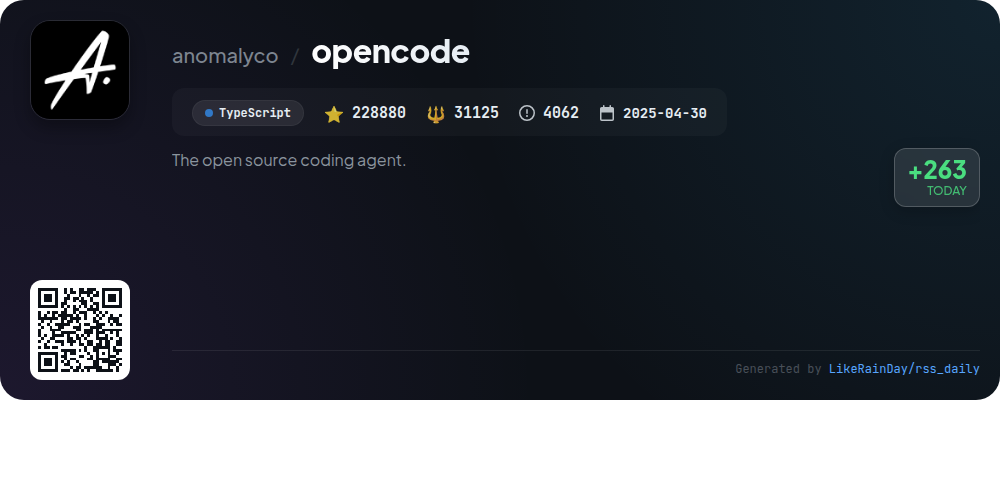 anomalyco / opencode
TypeScript 228880 31125 4062 2025-04-30
The open source coding agent.
+263
TODAY
Generated by LikeRainDay/rss_daily